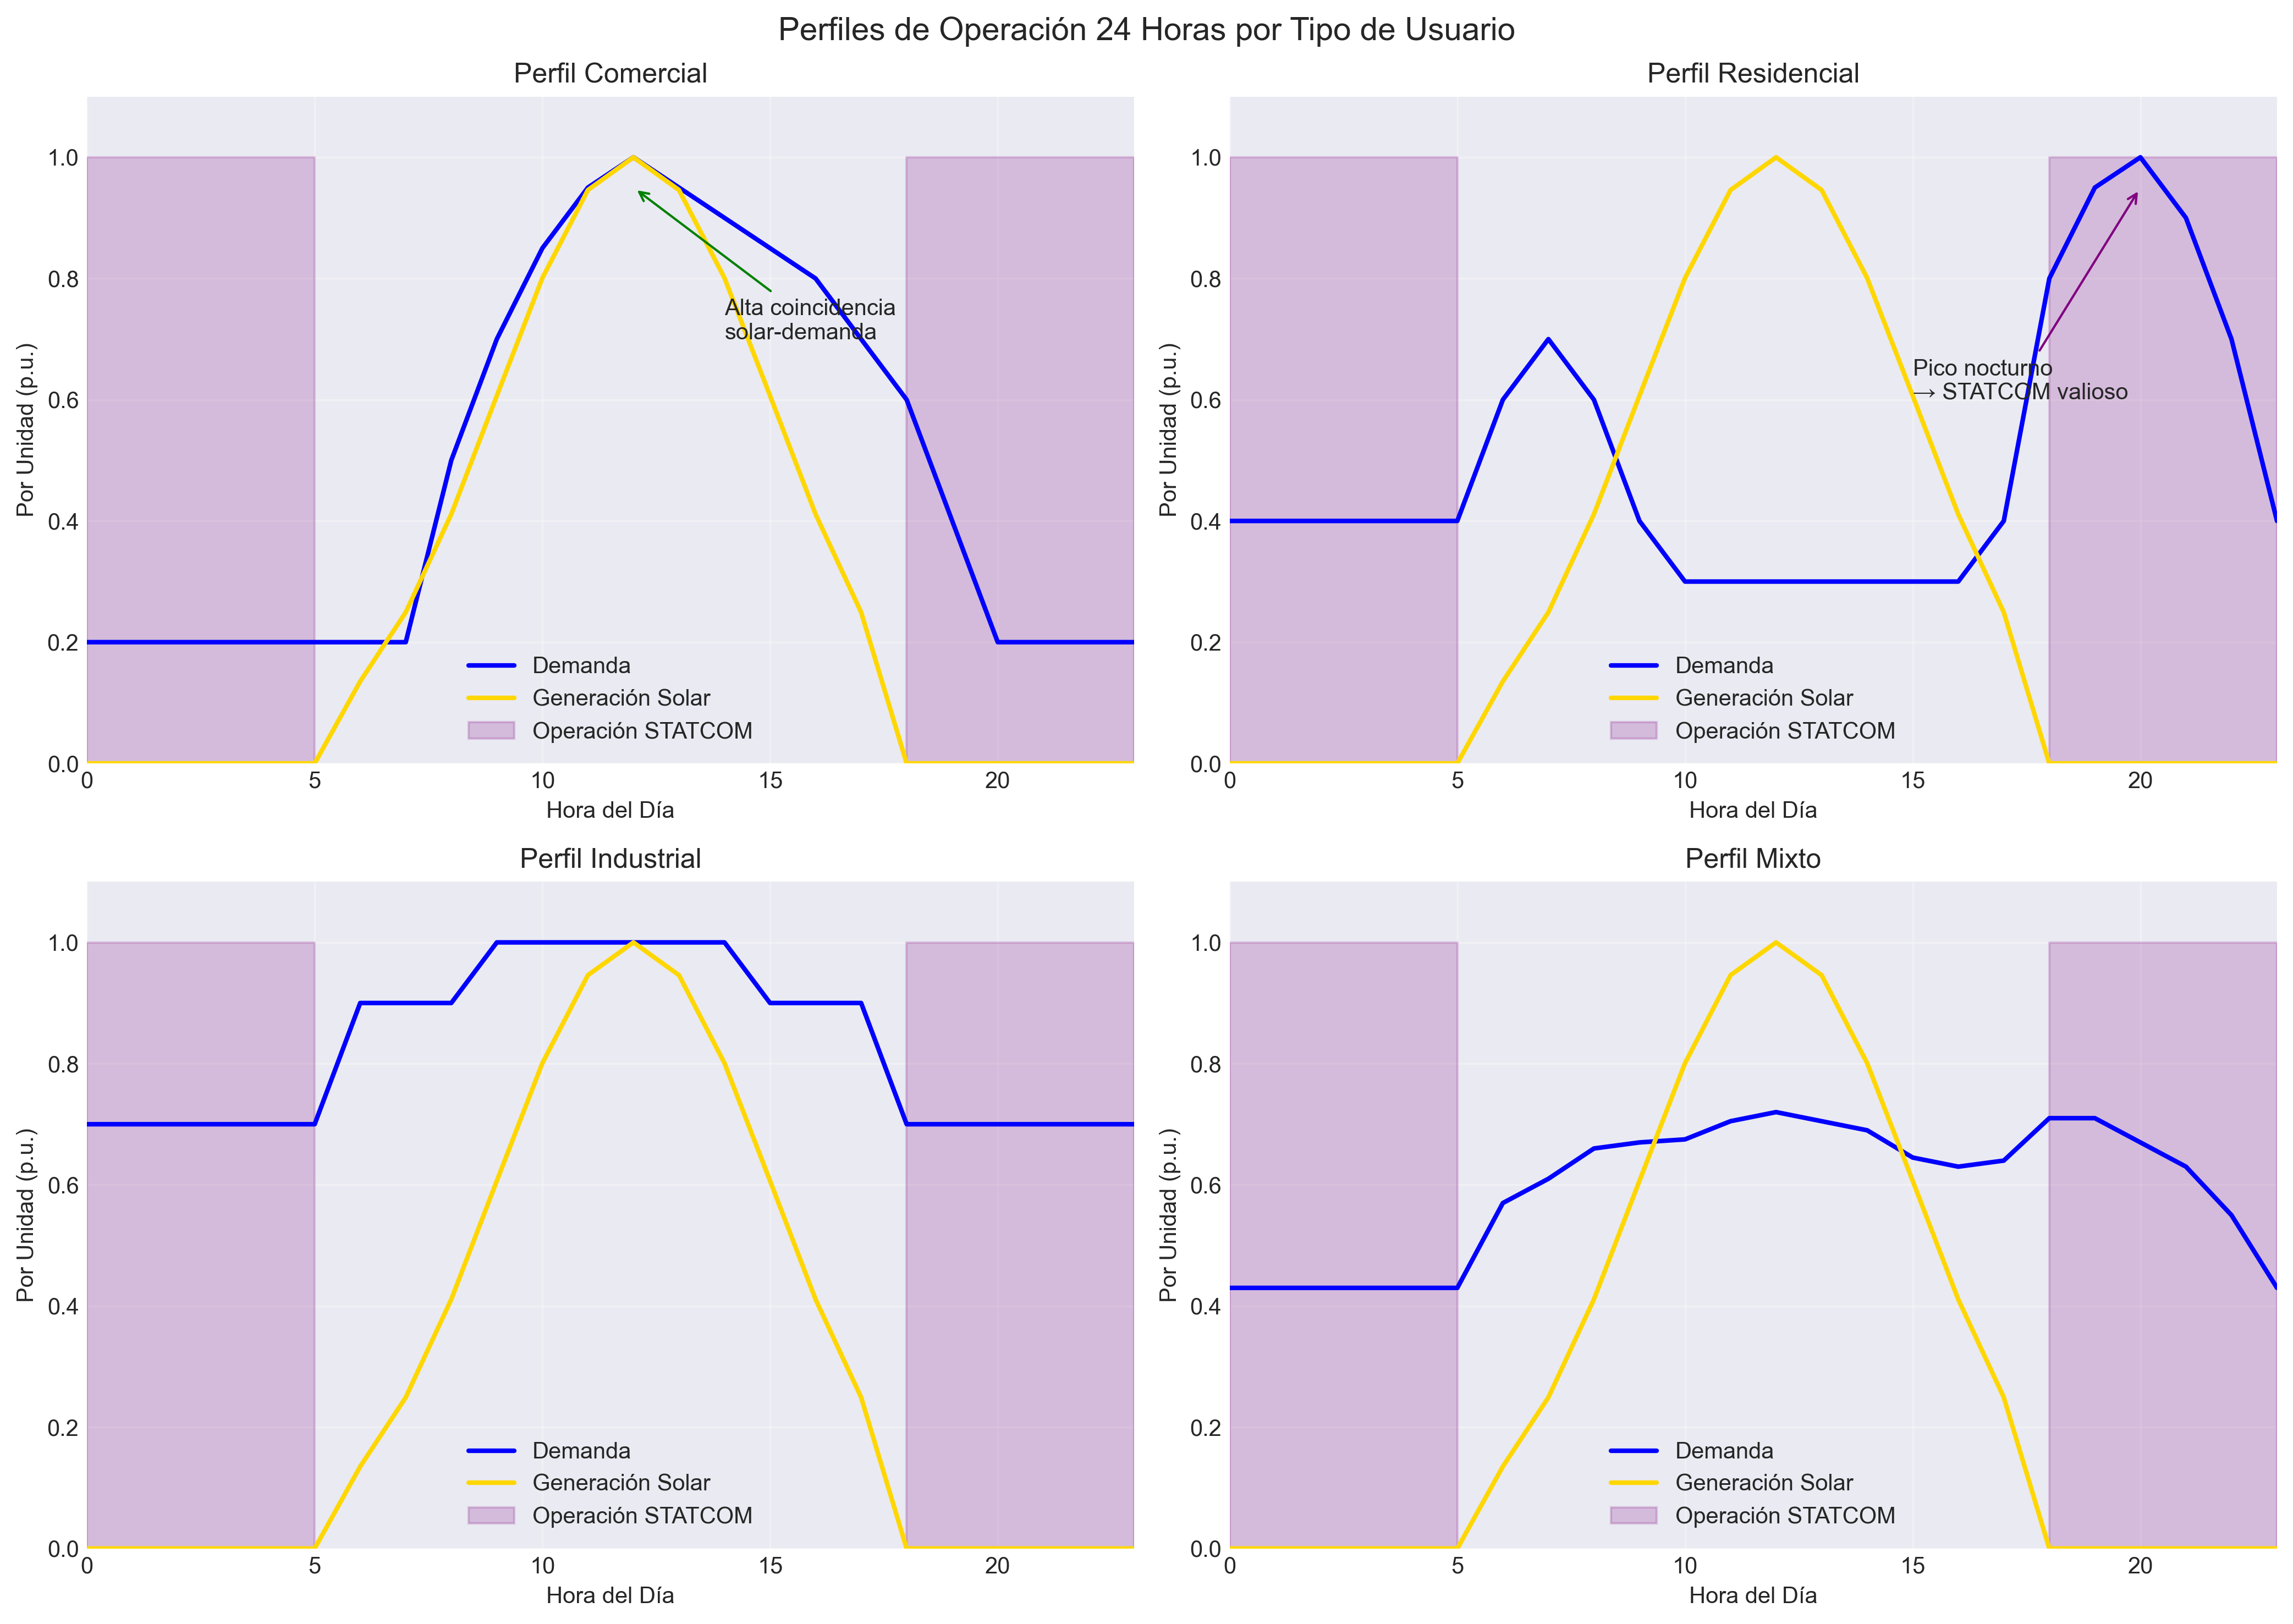 Perfiles de Operación 24 Horas por Tipo de Usuario
Perfil Comercial
Por Unidad (p.u.)
1.0
0.8
0.6
0.4
0.2
0.0
Alta coincidencia
solar-demanda
Demanda
Generación Solar
Operación STATCOM
0 5 10 15 20
Hora del Día
Perfil Residencial
Por Unidad (p.u.)
1.0
0.8
0.6
0.4
0.2
0.0
Pico nocturno
→ STATCOM valioso
Demanda
Generación Solar
Operación STATCOM
0 5 10 15 20
Hora del Día
Perfil Industrial
Por Unidad (p.u.)
1.0
0.8
0.6
0.4
0.2
0.0
Demanda
Generación Solar
Operación STATCOM
0 5 10 15 20
Hora del Día
Perfil Mixto
Por Unidad (p.u.)
1.0
0.8
0.6
0.4
0.2
0.0
Demanda
Generación Solar
Operación STATCOM
0 5 10 15 20
Hora del Día